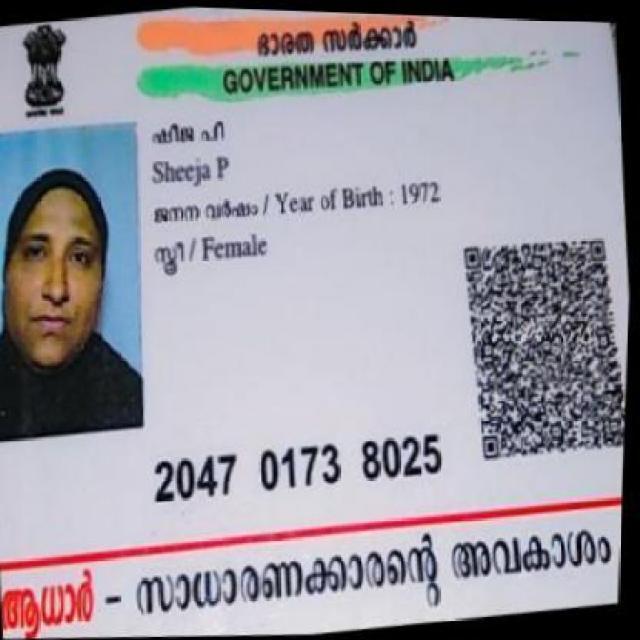 ഭാരത സർക്കാർ
GOVERNMENT OF INDIA
ഷീജ പി
Sheeja P
ജനന വർഷം / Year of Birth : 1972
സ്ത്രീ / Female
2047 0173 8025
ആധാർ - സാധാരണക്കാരന്റെ അവകാശം